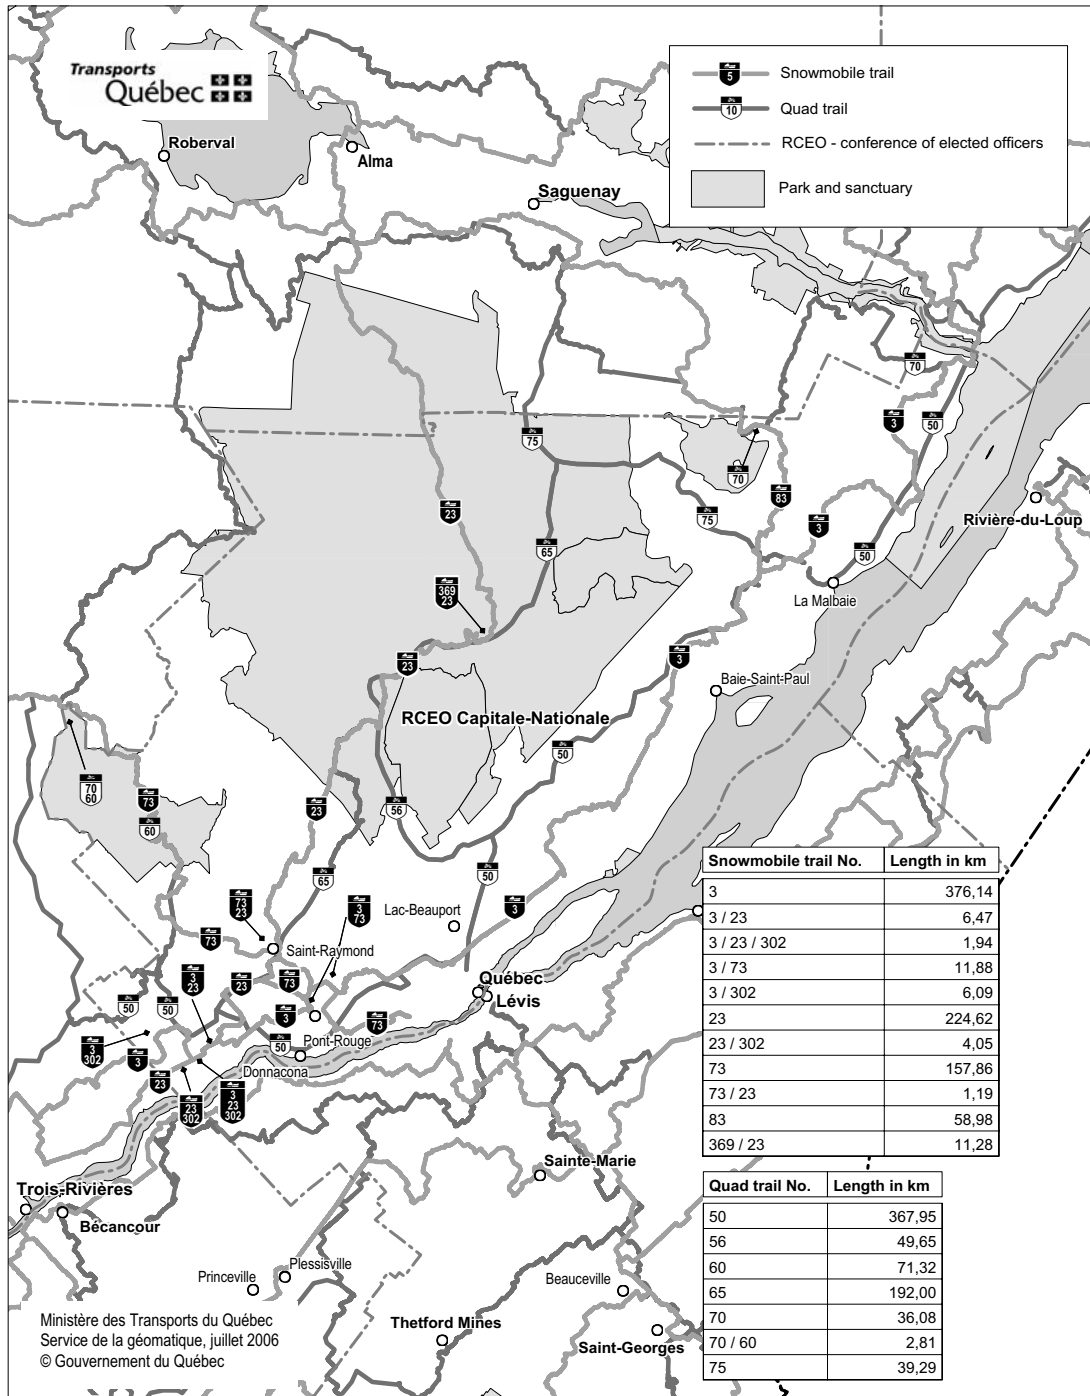 Transports
Québec
5
Snowmobile trail
10
Quad trail
RCEO - conference of elected officers
Park and sanctuary
Roberval
Alma
Saguenay
70
3
50
75
70
83
23
75
3
Rivière-du-Loup
65
50
369
23
La Malbaie
23
3
Baie-Saint-Paul
RCEO Capitale-Nationale
50
70
60
73
60
23
56
65
50
73
23
3
73
Lac-Beauport
3
73
Saint-Raymond
3
23
23
73
Québec
Lévis
50
50
3
73
3
302
3
50
Pont-Rouge
Donnacona
23
23
302
3
23
302
Trois-Rivières
Bécancour
Sainte-Marie
Princeville
Plessisville
Beauceville
Thetford Mines
Saint-Georges
Snowmobile trail No. Length in km
3 376,14
3 / 23 6,47
3 / 23 / 302 1,94
3 / 73 11,88
3 / 302 6,09
23 224,62
23 / 302 4,05
73 157,86
73 / 23 1,19
83 58,98
369 / 23 11,28
Quad trail No. Length in km
50 367,95
56 49,65
60 71,32
65 192,00
70 36,08
70 / 60 2,81
75 39,29
Ministère des Transports du Québec
Service de la géomatique, juillet 2006
© Gouvernement du Québec